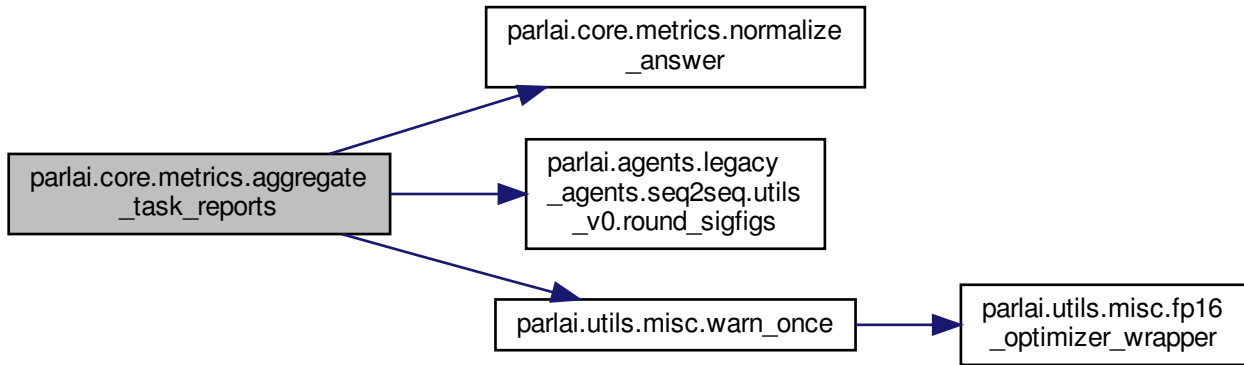 parlai.core.metrics.normalize
_answer
parlai.core.metrics.aggregate
_task_reports
parlai.agents.legacy
_agents.seq2seq.utils
_v0.round_sigfigs
parlai.utils.misc.warn_once
parlai.utils.misc.fp16
_optimizer_wrapper